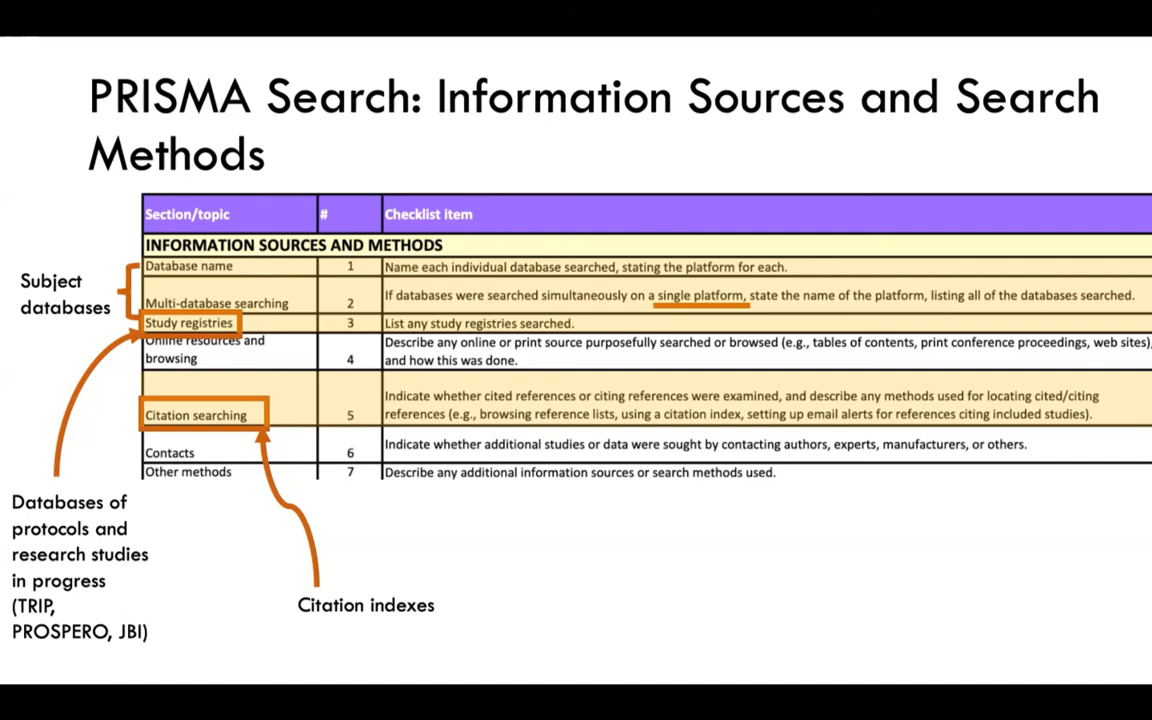 PRISMA Search: Information Sources and Search
Methods
Section/topic # Checklist item
INFORMATION SOURCES AND METHODS
Subject
databases
Database name 1 Name each individual database searched, stating the platform for each.
Multi-database searching 2 If databases were searched simultaneously on a single platform, state the name of the platform, listing all of the databases searched.
Study registries 3 List any study registries searched.
Online resources and
browsing 4 Describe any online or print source purposefully searched or browsed (e.g., tables of contents, print conference proceedings, web sites),
and how this was done.
Citation searching 5 Indicate whether cited references or citing references were examined, and describe any methods used for locating cited/citing
references (e.g., browsing reference lists, using a citation index, setting up email alerts for references citing included studies).
Contacts 6 Indicate whether additional studies or data were sought by contacting authors, experts, manufacturers, or others.
Other methods 7 Describe any additional information sources or search methods used.
Databases of
protocols and
research studies
in progress
(TRIP,
PROSPERO, JBI)
Citation indexes